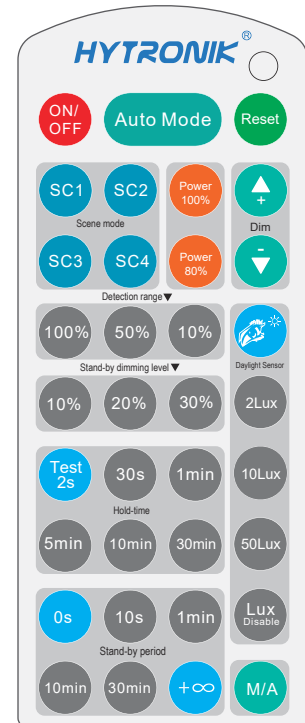 HYTRONIK®
ON/
OFF
Auto Mode
Reset
SC1
SC2
Power
100%
+
Scene mode
Dim
SC3
SC4
Power
80%
-
Detection range▼
100%
50%
10%
Stand-by dimming level▼
Daylight Sensor
10%
20%
30%
2Lux
Test
2s
30s
1min
10Lux
Hold-time
5min
10min
30min
50Lux
0s
10s
1min
Lux
Disable
Stand-by period
10min
30min
+∞
M/A